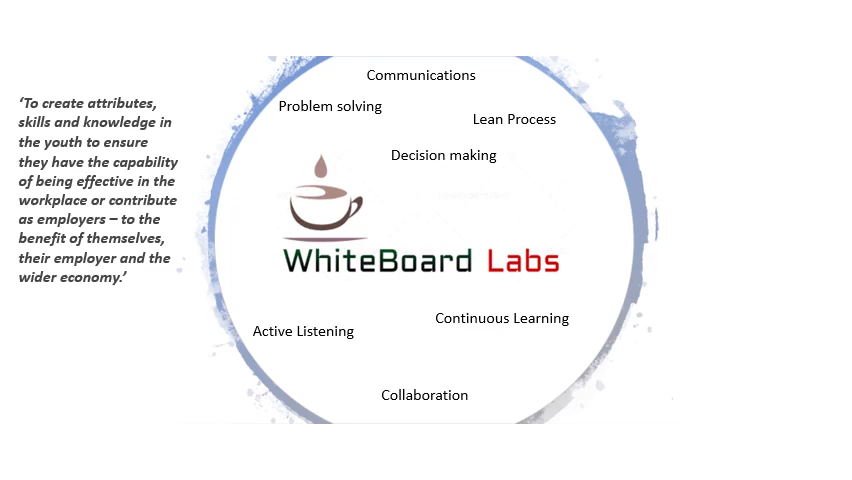 ‘To create attributes,
skills and knowledge in
the youth to ensure
they have the capability
of being effective in the
workplace or contribute
as employers – to the
benefit of themselves,
their employer and the
wider economy.’
Communications
Problem solving
Lean Process
Decision making
WhiteBoard Labs
Continuous Learning
Active Listening
Collaboration